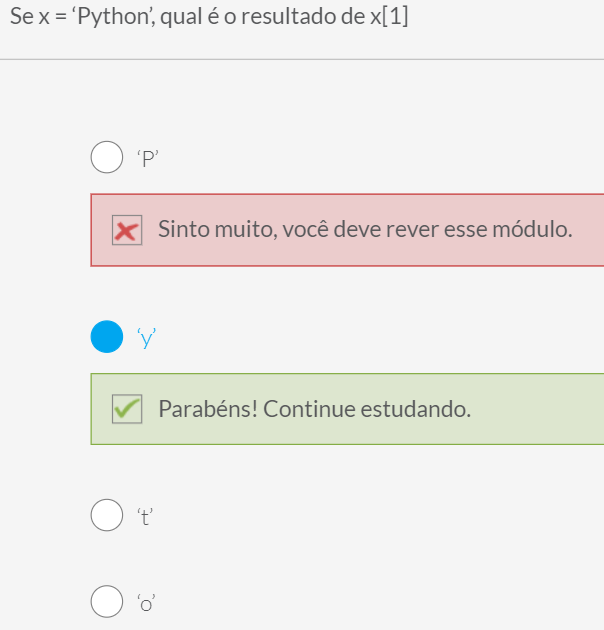 Se x = ‘Python’, qual é o resultado de x[1]
‘P’
Sinto muito, você deve rever esse módulo.
‘y’
Parabéns! Continue estudando.
‘t’
‘o’